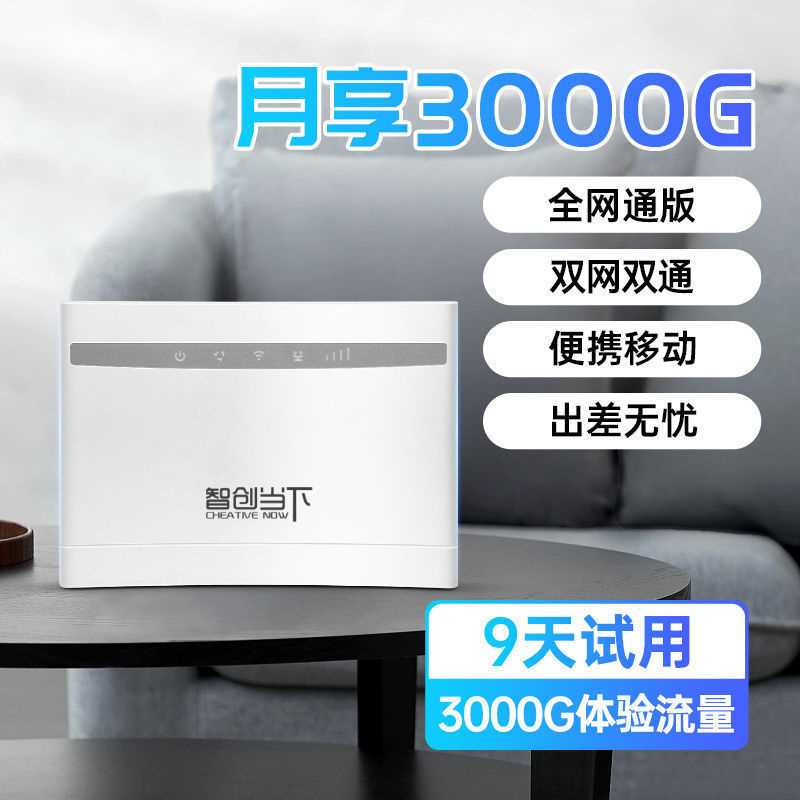 月享3000G
全网通版
双网双通
便携移动
出差无忧
智创当下
CHEATIVE NOW
9天试用
3000G体验流量